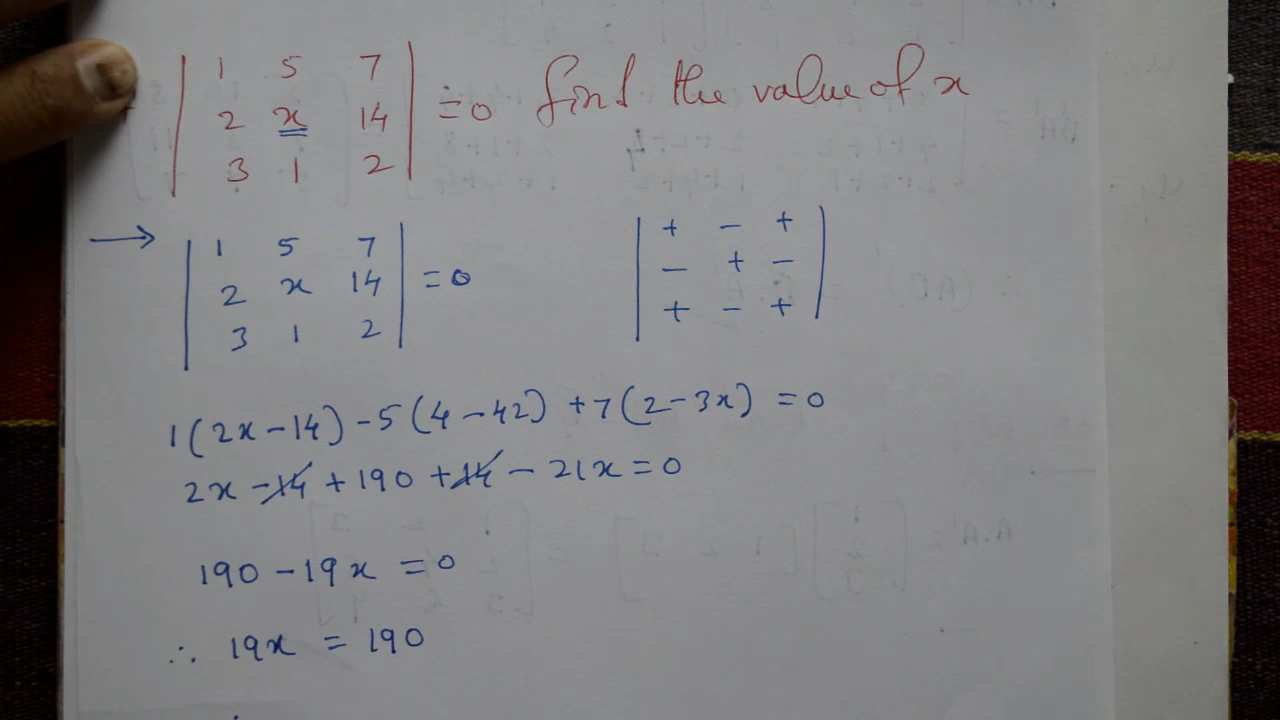 1 5 7
2 x 14 = 0 find the value of x
3 1 2
→ 1 5 7 + − +
2 x 14 = 0 − + −
3 1 2 + − +
1(2x−14) −5(4−42) +7(2−3x) = 0
2x −14 + 190 + 14 − 21x = 0
190 − 19x = 0
∴ 19x = 190